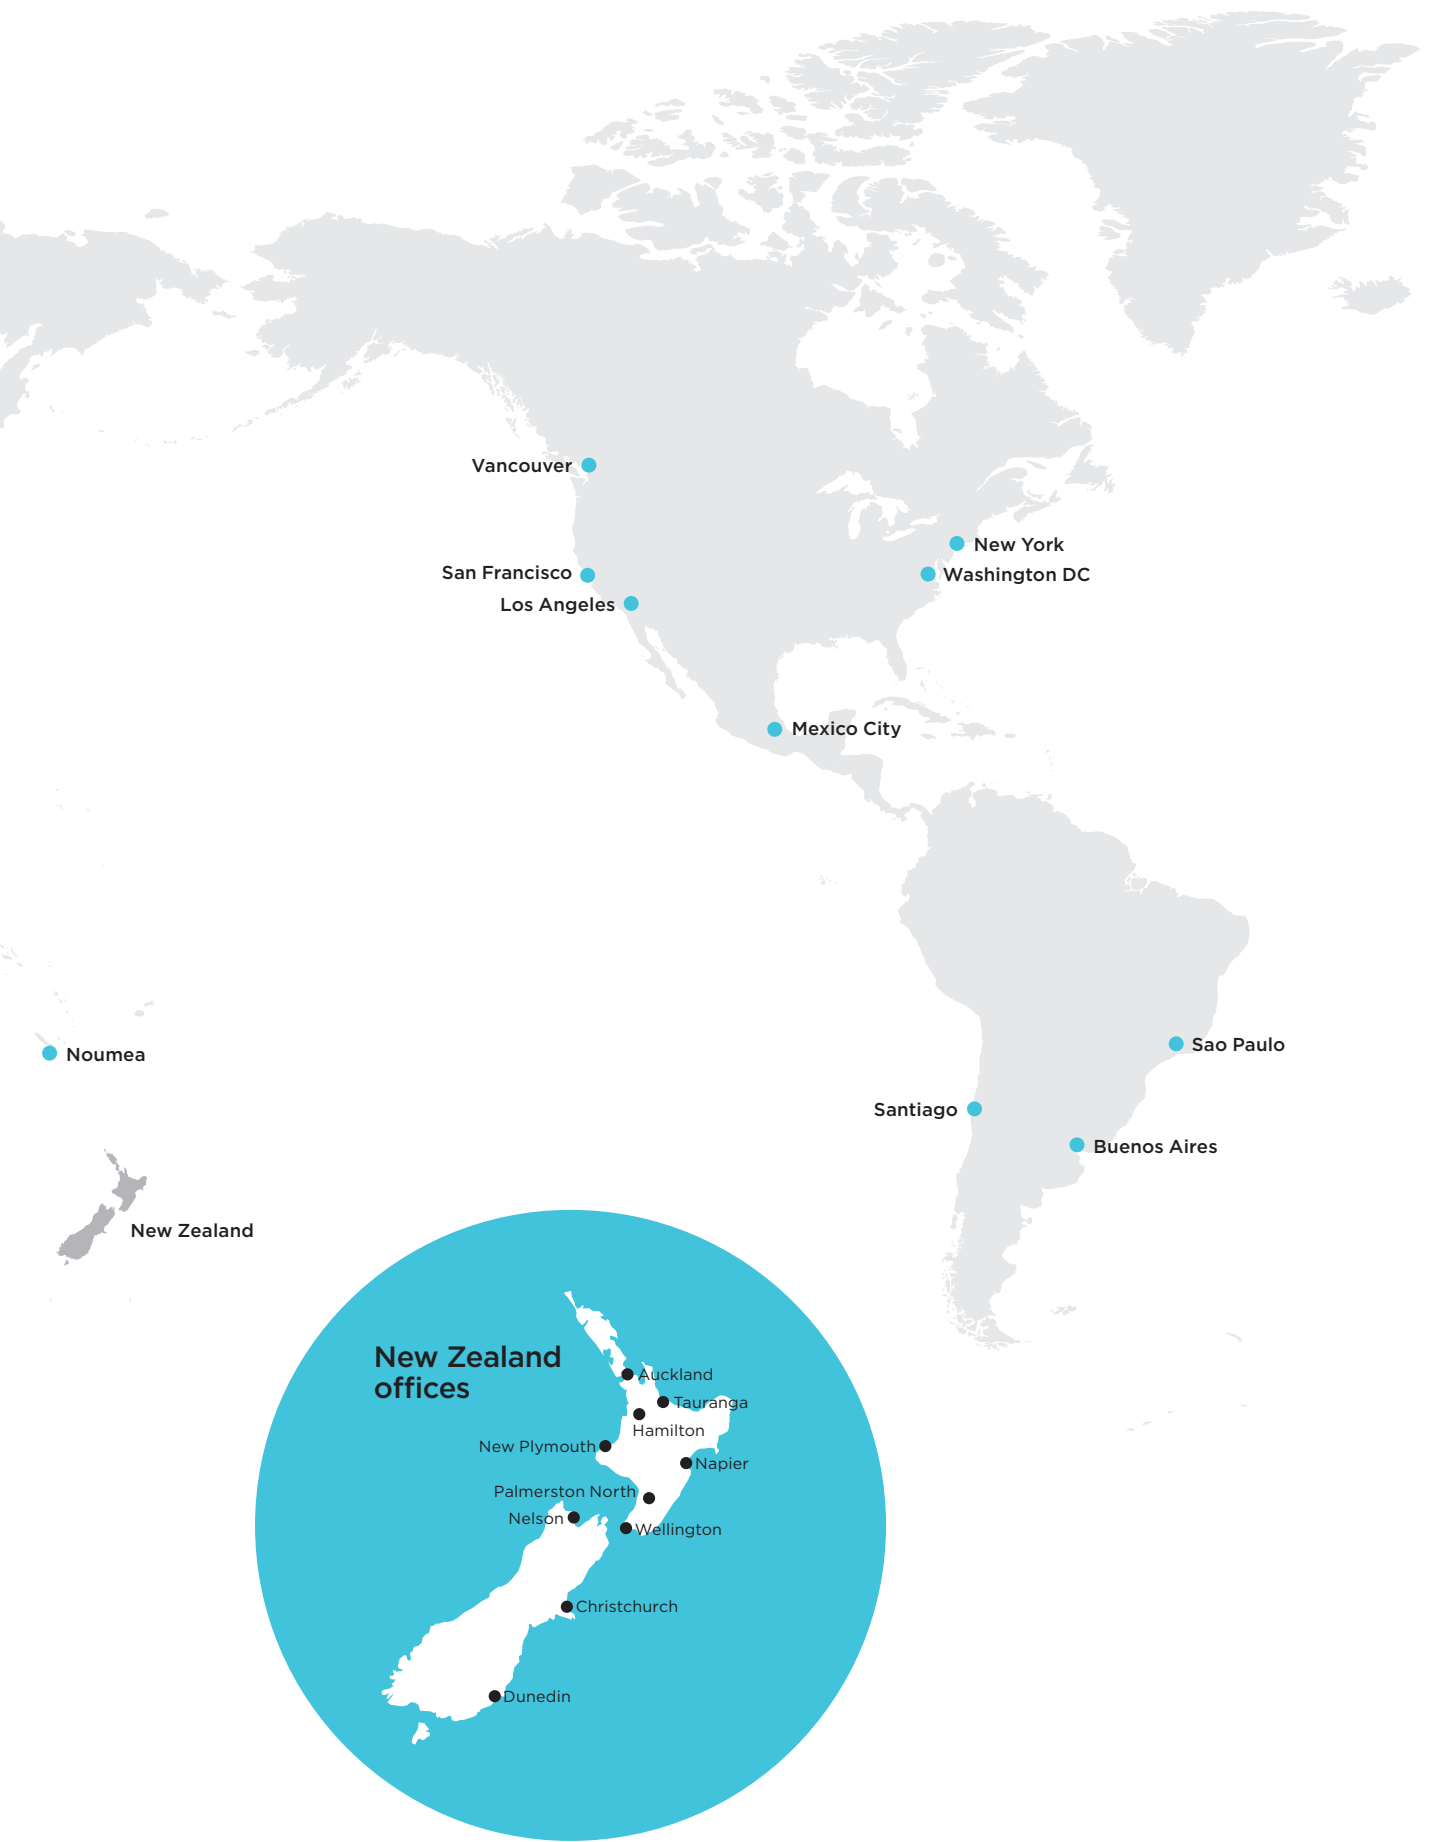 Vancouver
New York
San Francisco
Washington DC
Los Angeles
Mexico City
Sao Paulo
Noumea
Santiago
Buenos Aires
New Zealand
New Zealand
offices
Auckland
Tauranga
Hamilton
New Plymouth
Napier
Palmerston North
Nelson
Wellington
Christchurch
Dunedin